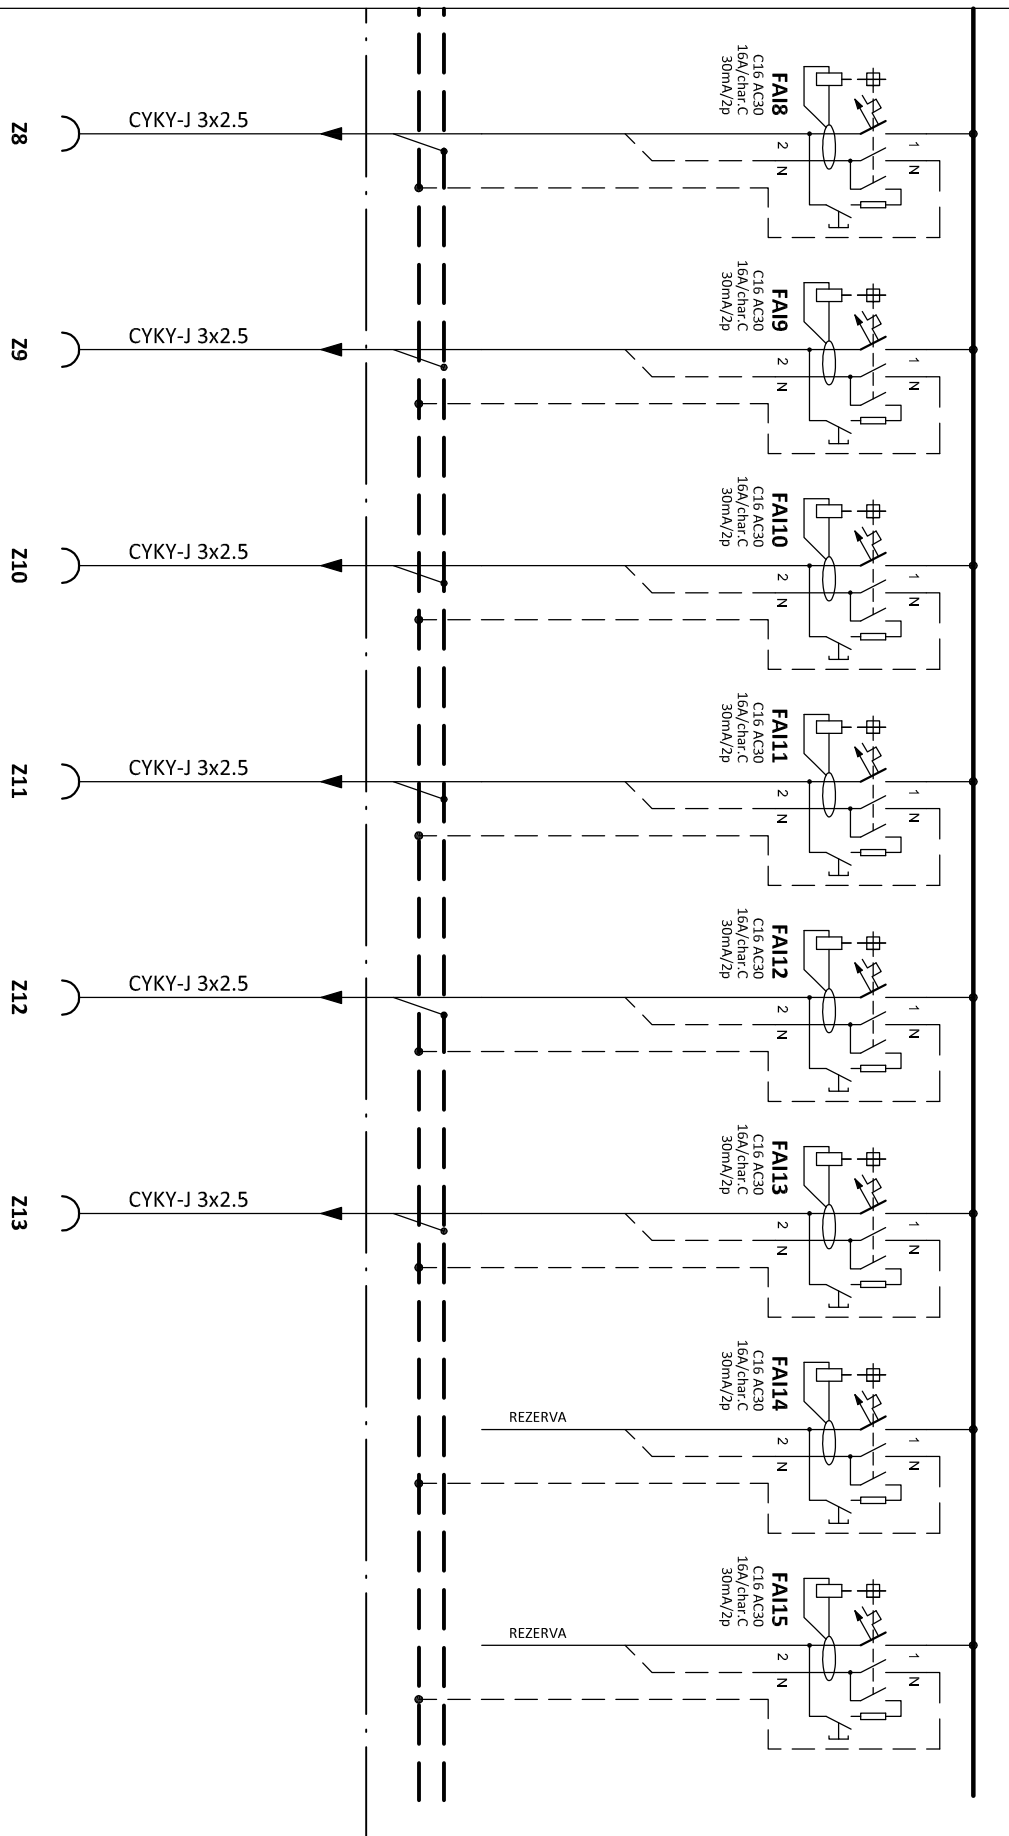 FAI8
C16 AC30
16A/char.C
30mA/2p
1 N
2 N
CYKY-J 3x2.5
Z8
FAI9
C16 AC30
16A/char.C
30mA/2p
1 N
2 N
CYKY-J 3x2.5
Z9
FAI10
C16 AC30
16A/char.C
30mA/2p
1 N
2 N
CYKY-J 3x2.5
Z10
FAI11
C16 AC30
16A/char.C
30mA/2p
1 N
2 N
CYKY-J 3x2.5
Z11
FAI12
C16 AC30
16A/char.C
30mA/2p
1 N
2 N
CYKY-J 3x2.5
Z12
FAI13
C16 AC30
16A/char.C
30mA/2p
1 N
2 N
CYKY-J 3x2.5
Z13
FAI14
C16 AC30
16A/char.C
30mA/2p
1 N
2 N
REZERVA
FAI15
C16 AC30
16A/char.C
30mA/2p
1 N
2 N
REZERVA